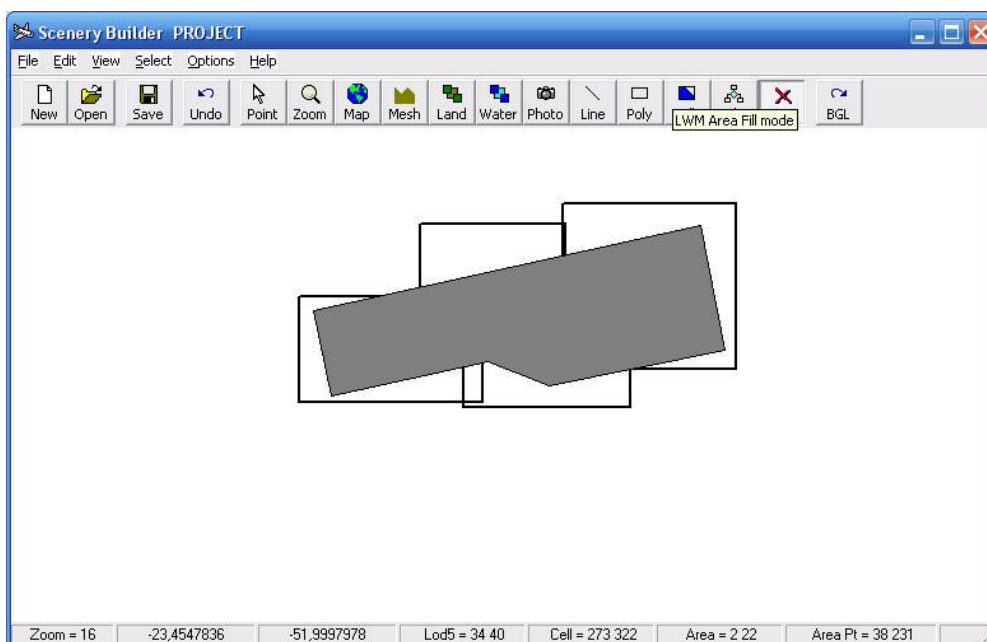 Scenery Builder PROJECT
File Edit View Select Options Help
New Open Save Undo Point Zoom Map Mesh Land Water Photo Line Poly BGL
LWM Area Fill mode
Zoom = 16 -23,4547836 -51,9997978 Lod5 = 34 40 Cell = 273 322 Area = 2 22 Area Pt = 38 231